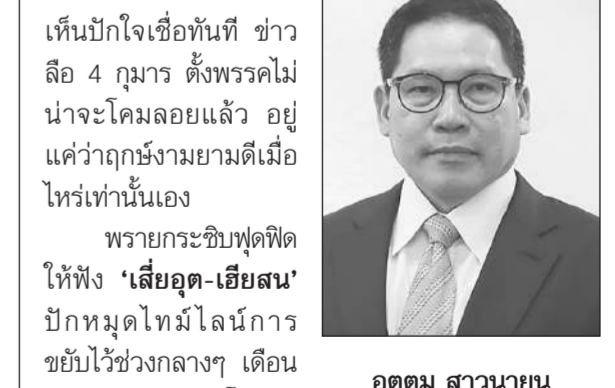 เห็นปักใจเชื่อทันที ข่าว
ลือ 4 กุมาร ตั้งพรรคไม่
น่าจะโคมลอยแล้ว อยู่
แค่ว่าฤกษ์งามยามดีเมื่อ
ไหร่เท่านั้นเอง
พรายกระซิบฟุดฟิด
ให้ฟัง ‘เสี่ยอุต-เฮียสน’
ปักหมุดไทม์ไลน์การ
ขยับไว้ช่วงกลางๆ เดือน
อุตตม สาวนายน